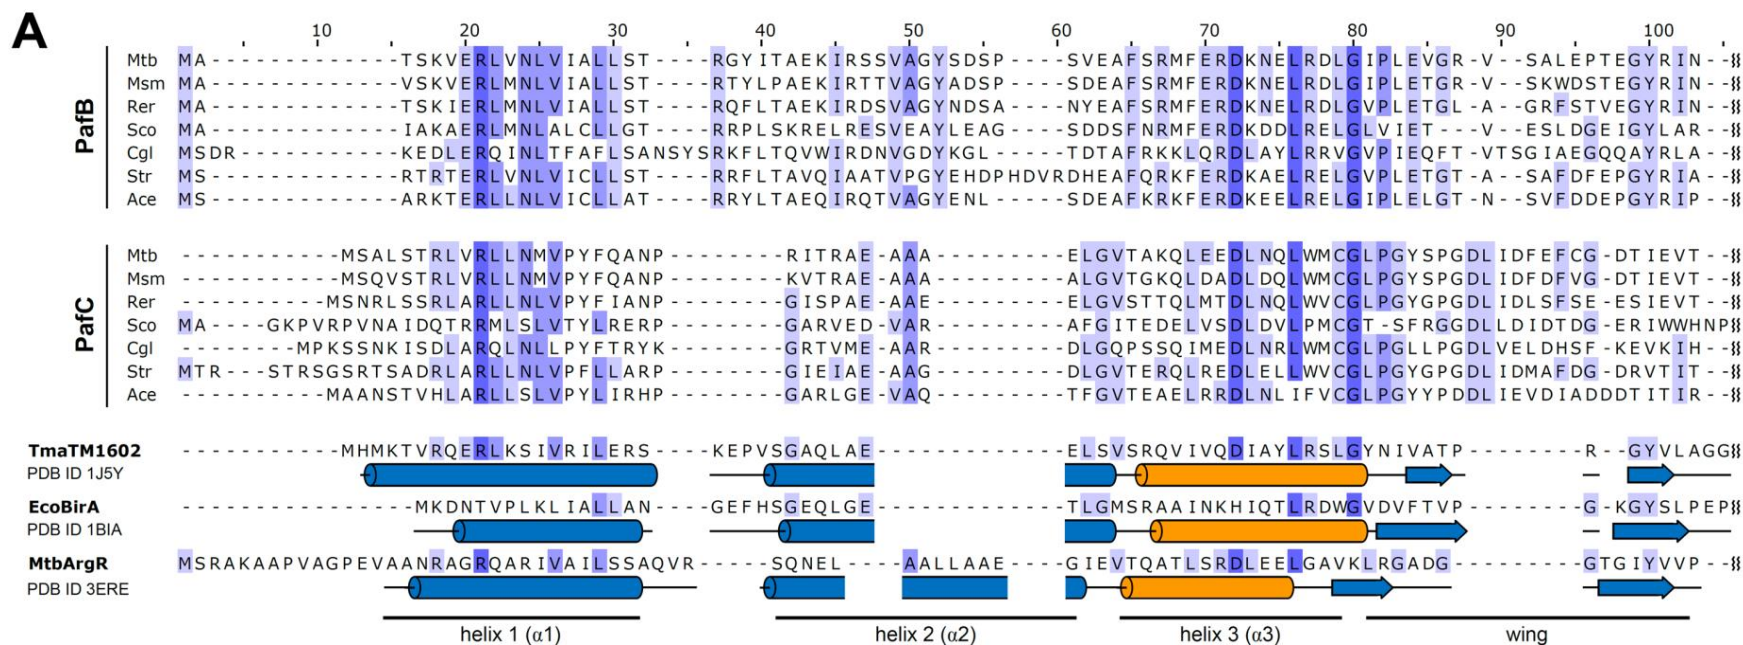 A
10 20 30 40 50 60 70 80 90 100
PafB
Mtb MA-------------TSKVERLVNLVIALLST----RGYITAEKIRSSVAGYSDSP----SVEAFSRMFERDKNELRDLGIPLEVGR-V--SALEPTEGYRIN--
Msm MA-------------VSKVERLMNLVIALLST----RTYLPAEKIRTTVAGYADSP----SDEAFSRMFERDKNELRDLGIPLETGR-V--SKWDSTEGYRIN--
Rer MA-------------TSKIERLMNLVIALLST----RQFLTAEKIRDSVAGYNDSA----NYEAFSRMFERDKNELRDLGVPLETGL-A--GRFSTVEGYRIN--
Sco MA-------------IAKAERLMNLALCLLGT----RRPLSKRELRESVEAYLEAG----SDDSFNRMFERDKDDLRELGLVIET---V--ESLDGEIGYLAR--
Cgl MSDR-----------KEDLERQINLTFAFLSANSYSRKFLTQVWIRDNVGDYKGL-----TDTAFRKKLQRDLAYLRRVGVPIEQFT-VTSGIAEGQQAYRLA--
Str MS-------------RTRTERLVNLVICLLST----RRFLTAVQIAATVPGYEHDPHDVRDHEAFQRKFERDKAELRELGVPLETGT-A--SAFDFEPGYRIA--
Ace MS-------------ARKTERLLNLVICLLAT----RRYLTAEQIRQTVAGYENL-----SDEAFKRKFERDKEELRELGIPLELGT-N--SVFDDEPGYRIP--
PafC
Mtb -----------MSALSTRLVRLLNMVPYFQANP--------RITRAE-AAA---------ELGVTAKQLEEDLNQLWMCGLPGYSPGDLIDFEFCG-DTIEVT--
Msm -----------MSQVSTRLVRLLNMVPYFQANP--------KVTRAE-AAA---------ELGVTGKQLDADLDQLWMCGLPGYSPGDLIDFDFVG-DTIEVT--
Rer ----------MSNRLSSRLARLLNLVPYFIANP--------GISPAE-AAE---------ELGVSTTQLMTDLNQLWVCGLPGYGPGDLIDLSFSE-ESIEVT--
Sco MA----GKPVRPVNAIDQTRRMLSLVTYLRERP--------GARVED-VAR---------AFGITEDELVSDLDVLPMCGT-SFRGGDLLDIDTDG-ERIWWHNP
Cgl --------MPKSSNKISDLARQLNLLPYFTRYK--------GRTVME-AAR---------DLGQPSSQIMEDLNRLWMCGLPGLLPGDLVELDHSF-KEVKIH--
Str MTR---STRSGSRTSADRLARLLNLVPFLLARP--------GIEIAE-AAG---------DLGVTERQLREDLELLWVCGLPGYGPGDLIDMAFDG-DRVTIT--
Ace ----------MAANSTVHLARLLSLVPYLIRHP--------GARLGE-VAQ---------TFGVTEAELRRDLNLIFVCGLPGYYPDDLIEVDIADDDTITIR--
TmaTM1602 -----------MHMKTVRQERLKSIVRILERS----KEPVSGAQLAE-------------ELSVSRQVIVQDIAYLRSLGYNIVATP--------R--GYVLAGG
PDB ID 1J5Y
EcoBirA ----------------MKDNTVPLKLIALLAN----GEFHSGEQLGE-------------TLGMSRAAINKHIQTLRDWGVDVFTVP--------G-KGYSLPEP
PDB ID 1BIA
MtbArgR MSRAKAAPVAGPEVAANRAGRQARIVAILSSAQVR-----SQNEL----AALLAAE----GIEVTQATLSRDLEELGAVKLRGADG---------GTGIYVVP--
PDB ID 3ERE
helix 1 (α1) helix 2 (α2) helix 3 (α3) wing